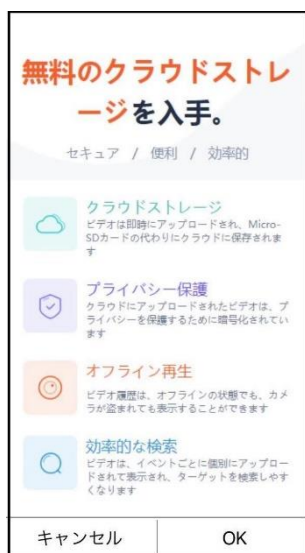 無料のクラウドストレ
ージを入手。
セキュア / 便利 / 効率的
クラウドストレージ
ビデオは即時にアップロードされ、Micro-
SDカードの代わりにクラウドに保存されま
す
プライバシー保護
クラウドにアップロードされたビデオは、プ
ライバシーを保護するために暗号化されてい
ます
オフライン再生
ビデオ履歴は、オフラインの状態でも、カメ
ラが盗まれても表示することができます
効率的な検索
ビデオは、イベントごとに個別にアップロー
ドされて表示され、ターゲットを検索しやす
くなります
キャンセル
OK